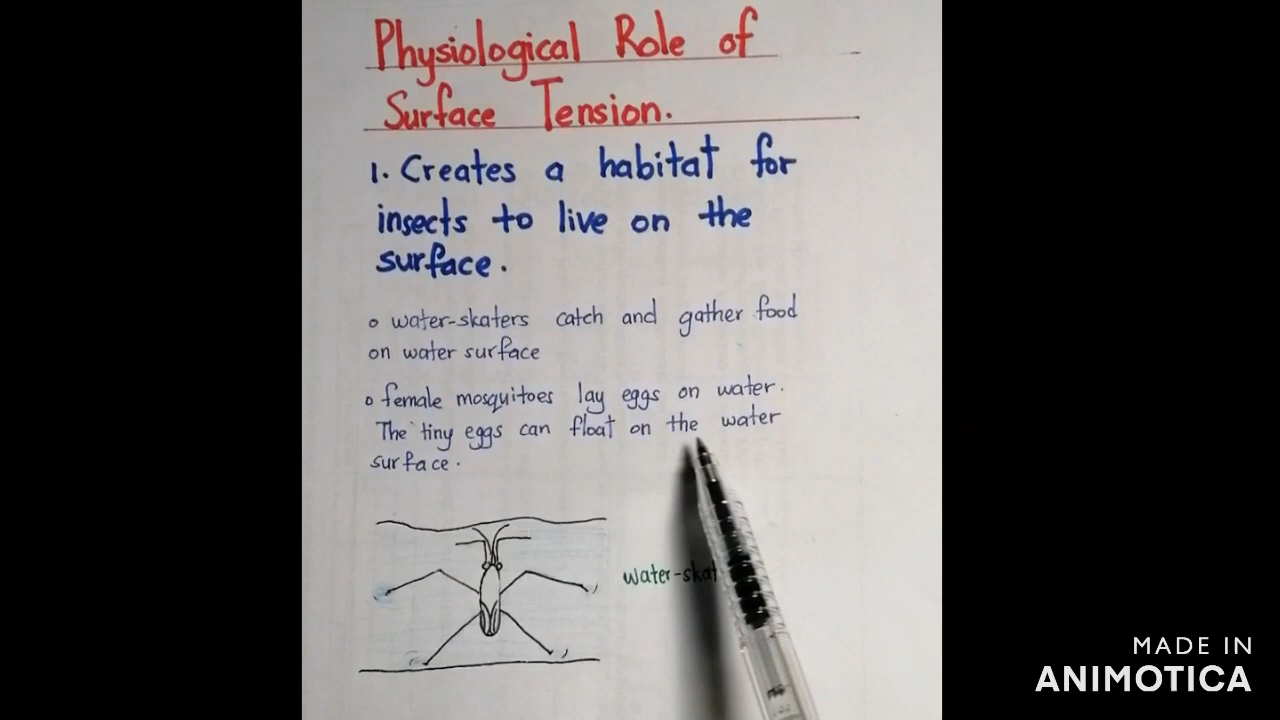 Physiological Role of
Surface Tension.
1. Creates a habitat for
insects to live on the
surface.
o water-skaters catch and gather food
on water surface
o female mosquitoes lay eggs on water.
The tiny eggs can float on the water
surface.
water-skat
MADE IN
ANIMOTICA